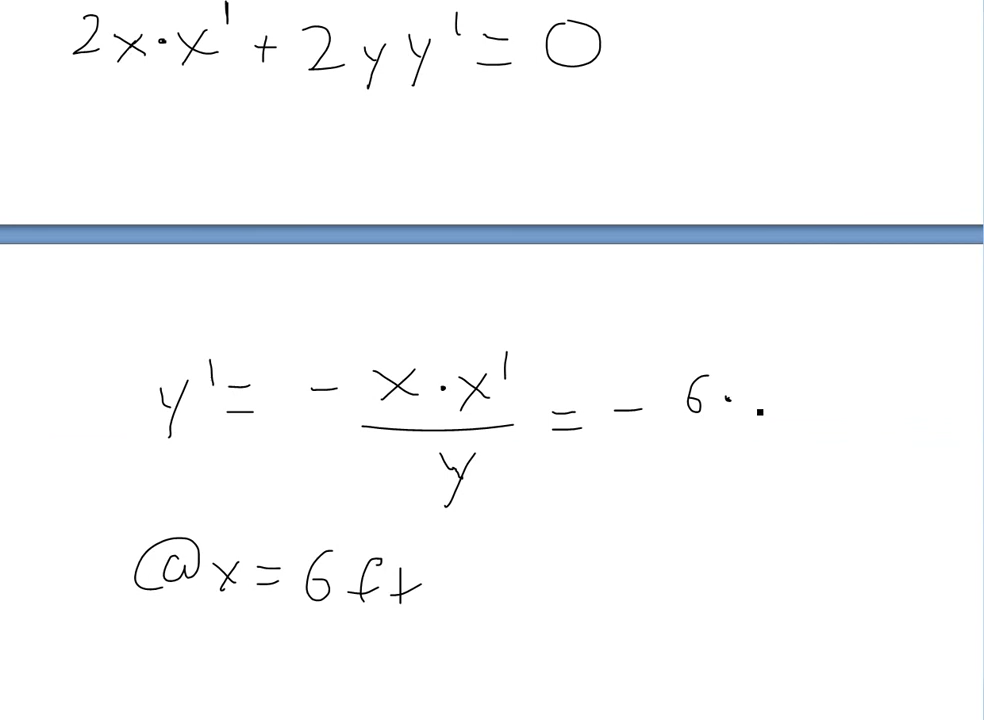 2x·x' + 2yy' = 0
y' = - x·x' / y = - 6 ·
@ x = 6 ft